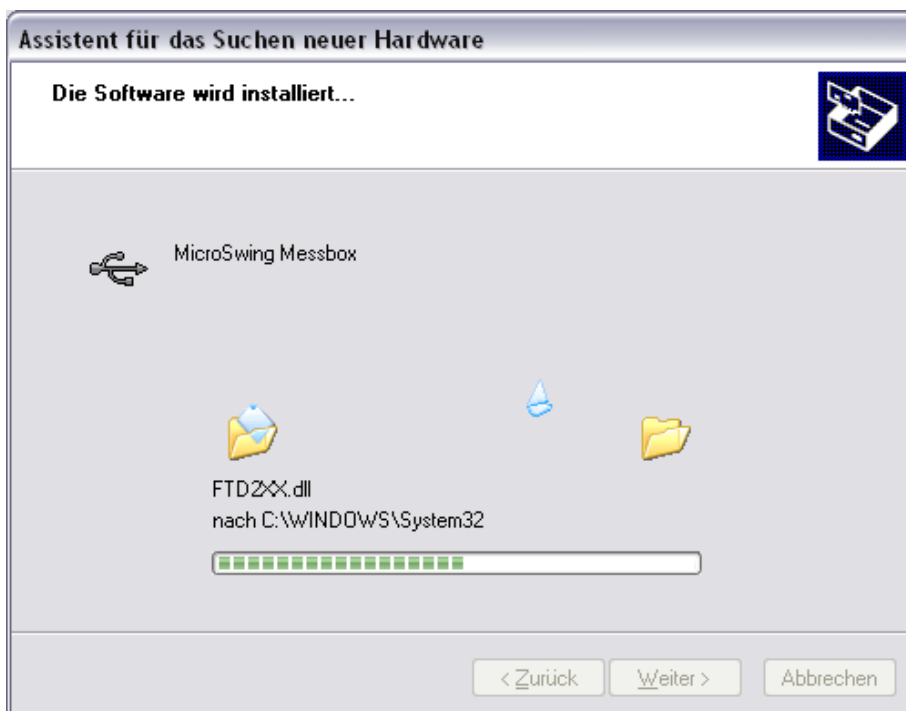 Assistent für das Suchen neuer Hardware
Die Software wird installiert...
MicroSwing Messbox
FTD2XX.dll
nach C:\WINDOWS\System32
< Zurück
Weiter >
Abbrechen